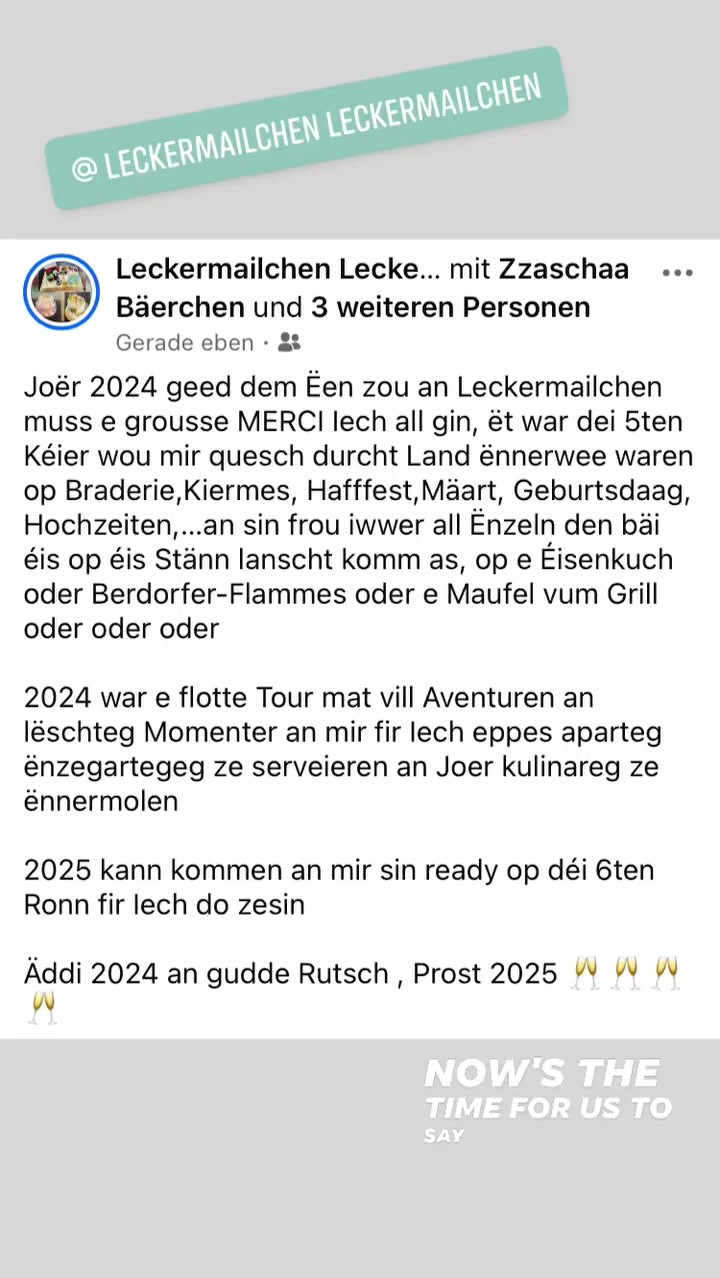 @ LECKERMAILCHEN LECKERMAILCHEN
Leckermailchen Lecke... mit Zzaschaa
Bäerchen und 3 weiteren Personen
Gerade eben ·
Joër 2024 geed dem Ëen zou an Leckermailchen
muss e grousse MERCI Iech all gin, ët war dei 5ten
Kéier wou mir quesch durcht Land ënnerwee waren
op Braderie,Kiermes, Hafffest,Mäart, Geburtsdaag,
Hochzeiten,...an sin frou iwwer all Ënzeln den bäi
éis op éis Stänn lanscht komm as, op e Éisenkuch
oder Berdorfer-Flammes oder e Maufel vum Grill
oder oder oder
2024 war e flotte Tour mat vill Aventuren an
lëschteg Momenter an mir fir Iech eppes aparteg
ënzegartegeg ze serveieren an Joer kulinareg ze
ënnermolen
2025 kann kommen an mir sin ready op déi 6ten
Ronn fir Iech do zesin
Äddi 2024 an gudde Rutsch , Prost 2025 🥂 🥂 🥂
🥂
NOW'S THE
TIME FOR US TO
SAY